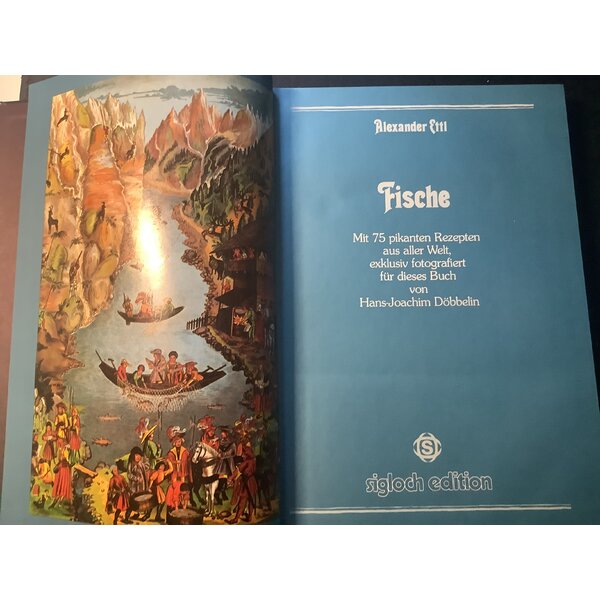 Alexander Ettl
Fische
Mit 75 pikanten Rezepten
aus aller Welt,
exklusiv fotografiert
für dieses Buch
von
Hans-Joachim Döbbelin
S
sigloch edition